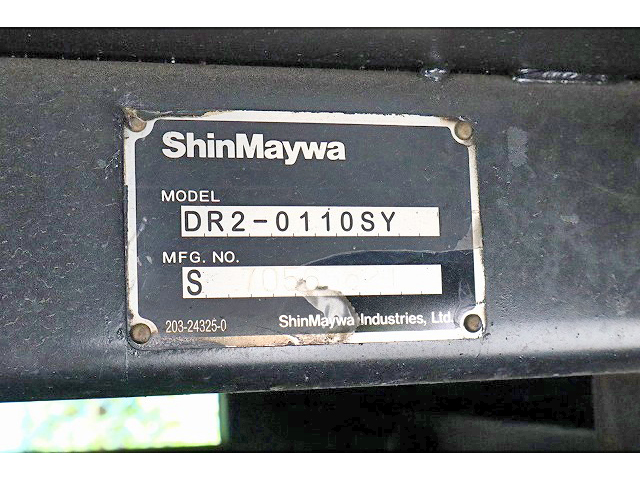 ShinMaywa
MODEL
DR2-0110SY
MFG. NO.
S
203-24325-0 ShinMaywa Industries, Ltd.